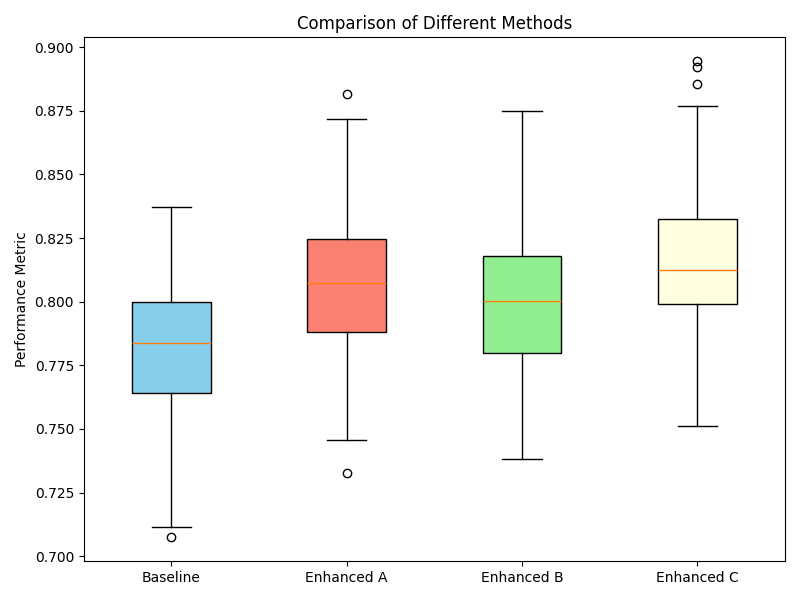 Comparison of Different Methods
Performance Metric
0.900
0.875
0.850
0.825
0.800
0.775
0.750
0.725
0.700
Baseline
Enhanced A
Enhanced B
Enhanced C